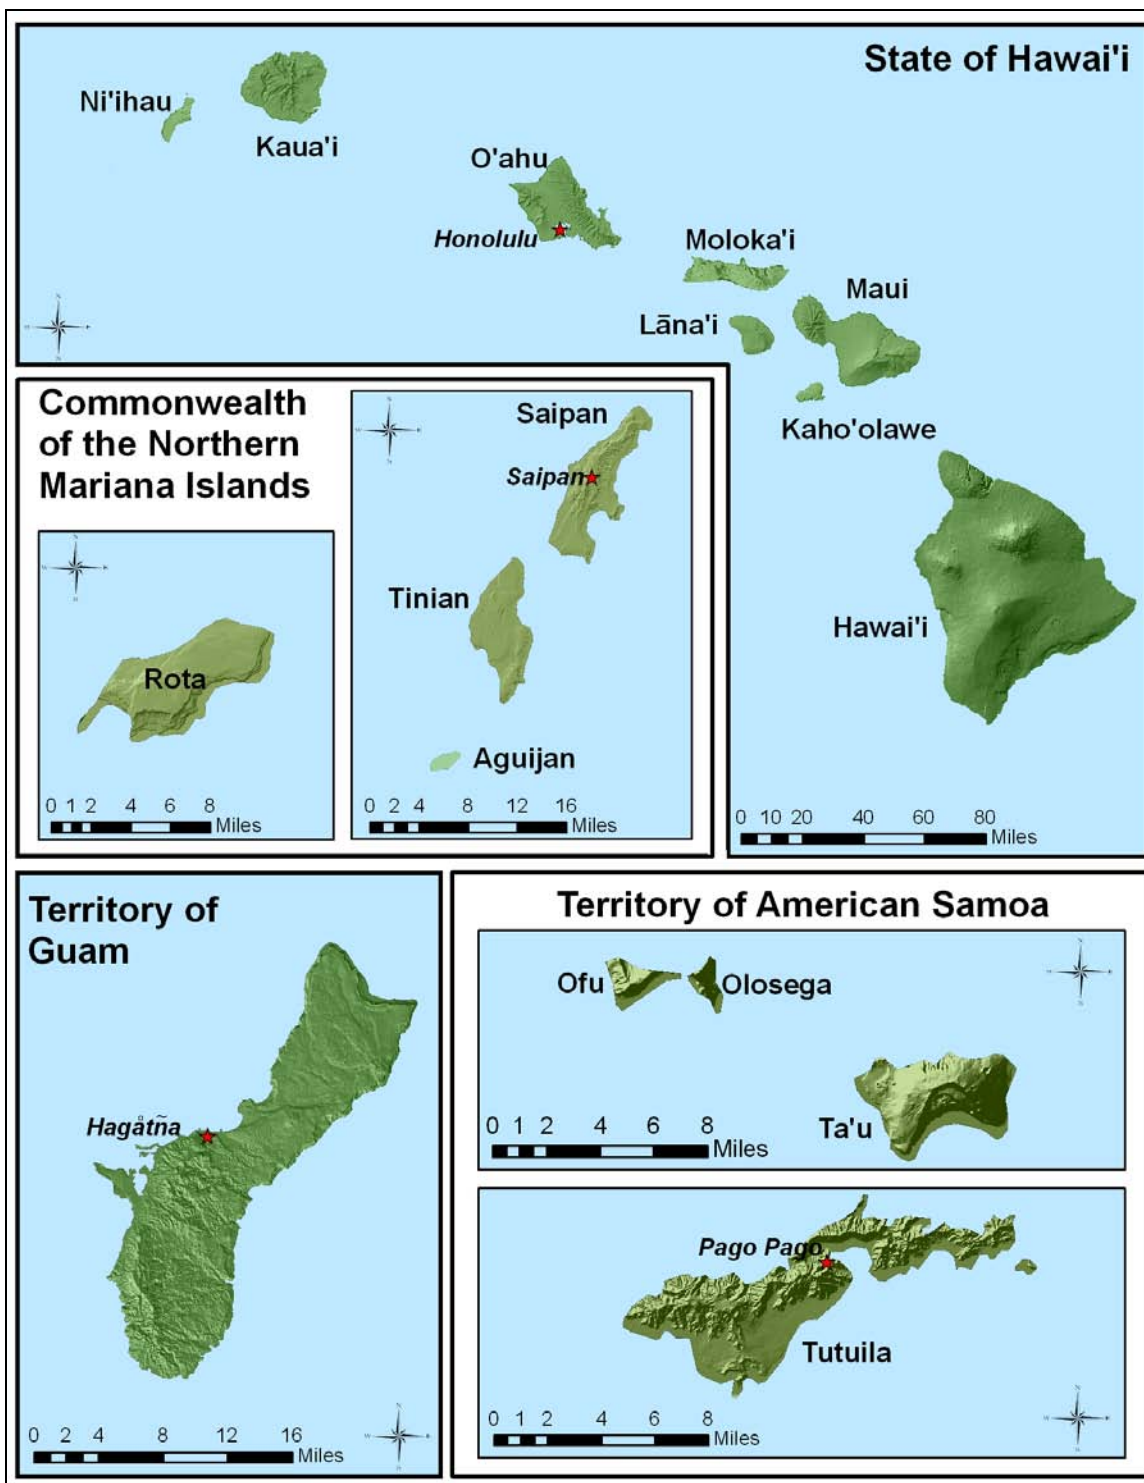 State of Hawai'i
Ni'ihau
Kaua'i
O'ahu
Honolulu
Moloka'i
Maui
Lāna'i
Kaho'olawe
Hawai'i
0 10 20 40 60 80
Miles
Commonwealth
of the Northern
Mariana Islands
Rota
0 1 2 4 6 8
Miles
Saipan
Saipan
Tinian
Aguijan
0 2 4 8 12 16
Miles
Territory of
Guam
Hagåtña
0 2 4 8 12 16
Miles
Territory of American Samoa
Ofu
Olosega
Ta'u
0 1 2 4 6 8
Miles
Pago Pago
Tutuila
0 1 2 4 6 8
Miles